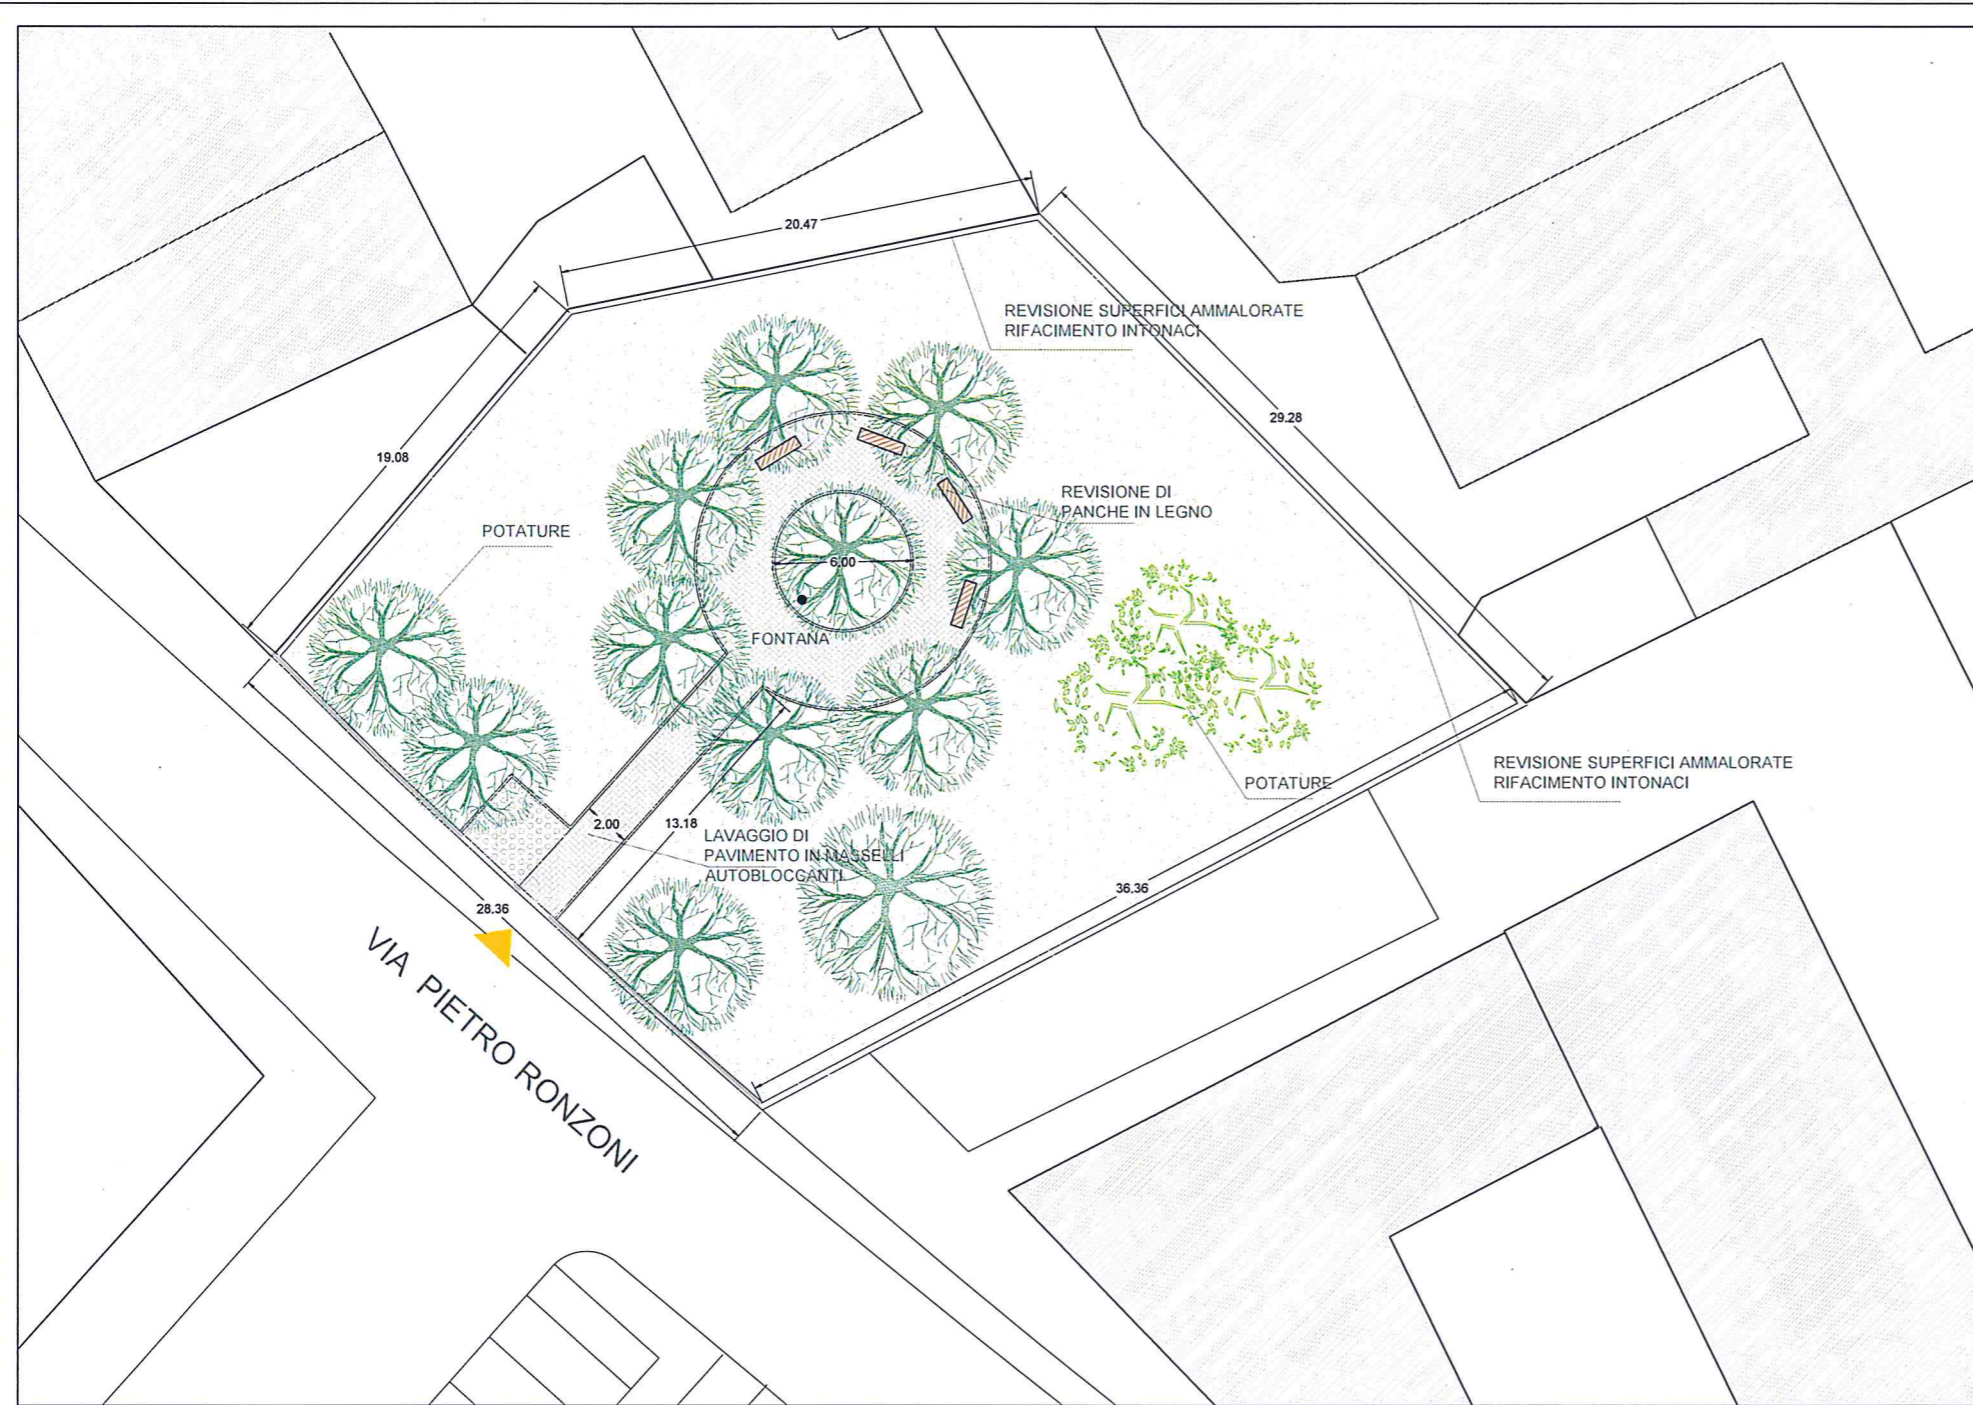 20.47
REVISIONE SUPERFICI AMMALORATE
RIFACIMENTO INTONACI
29.28
19.08
REVISIONE DI
PANCHE IN LEGNO
POTATURE
6.00
FONTANA
POTATURE
REVISIONE SUPERFICI AMMALORATE
RIFACIMENTO INTONACI
2.00
13.18
LAVAGGIO DI
PAVIMENTO IN MASSELLI
AUTOBLOCCANTI
36.36
28.36
VIA PIETRO RONZONI